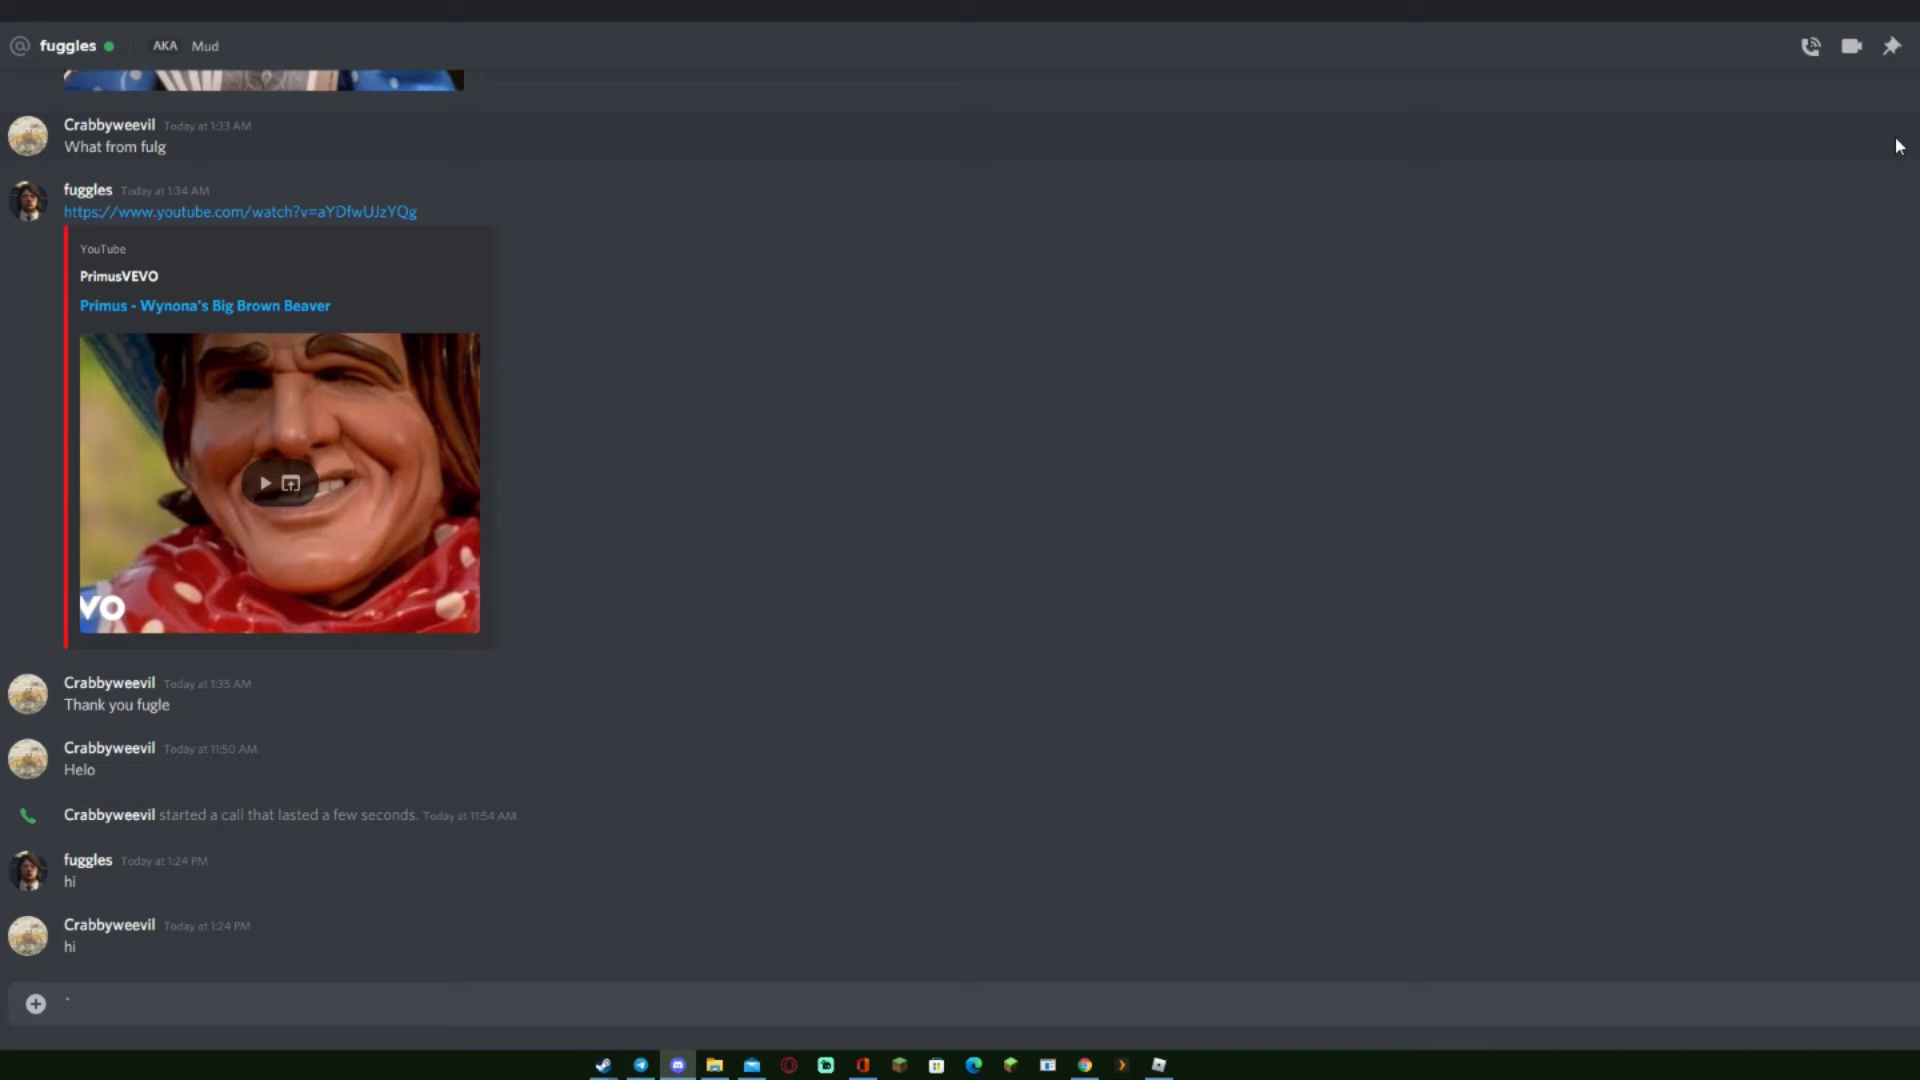 fuggles AKA Mud
Crabbyweevil Today at 1:33 AM
What from fulg
fuggles Today at 1:34 AM
https://www.youtube.com/watch?v=aYDfwUJzYQg
YouTube
PrimusVEVO
Primus - Wynona's Big Brown Beaver
vo
Crabbyweevil Today at 1:35 AM
Thank you fugle
Crabbyweevil Today at 11:50 AM
Helo
Crabbyweevil started a call that lasted a few seconds. Today at 11:54 AM
fuggles Today at 1:24 PM
hi
Crabbyweevil Today at 1:24 PM
hi
`